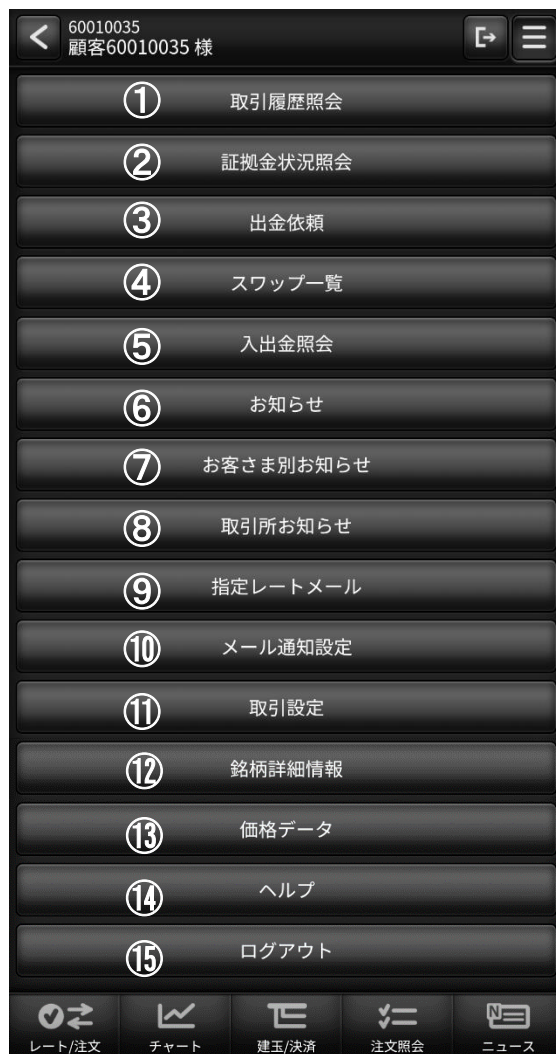 60010035
顧客60010035 様
① 取引履歴照会
② 証拠金状況照会
③ 出金依頼
④ スワップ一覧
⑤ 入出金照会
⑥ お知らせ
⑦ お客さま別お知らせ
⑧ 取引所お知らせ
⑨ 指定レートメール
⑩ メール通知設定
⑪ 取引設定
⑫ 銘柄詳細情報
⑬ 価格データ
⑭ ヘルプ
⑮ ログアウト
N
レート/注文 チャート 建玉/決済 注文照会 ニュース